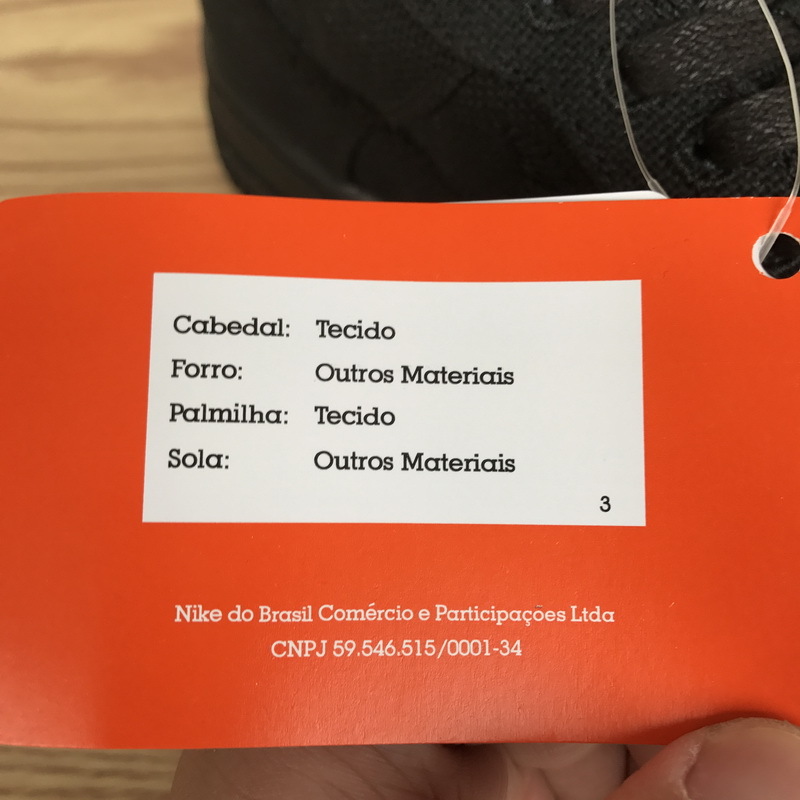 Cabedal: Tecido
Forro: Outros Materiais
Palmilha: Tecido
Sola: Outros Materiais
3
Nike do Brasil Comércio e Participações Ltda
CNPJ 59.546.515/0001-34